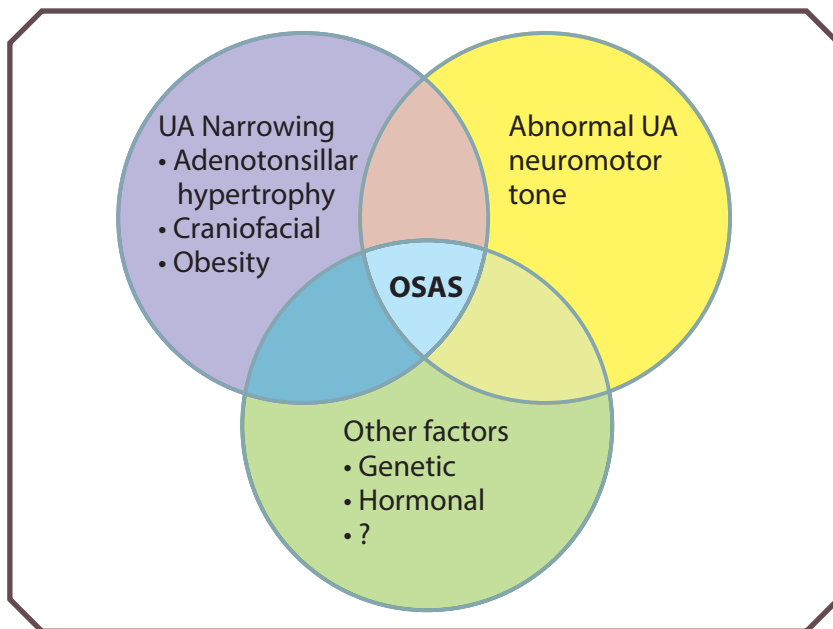 UA Narrowing
• Adenotonsillar
hypertrophy
• Craniofacial
• Obesity
Abnormal UA
neuromotor
tone
OSAS
Other factors
• Genetic
• Hormonal
• ?